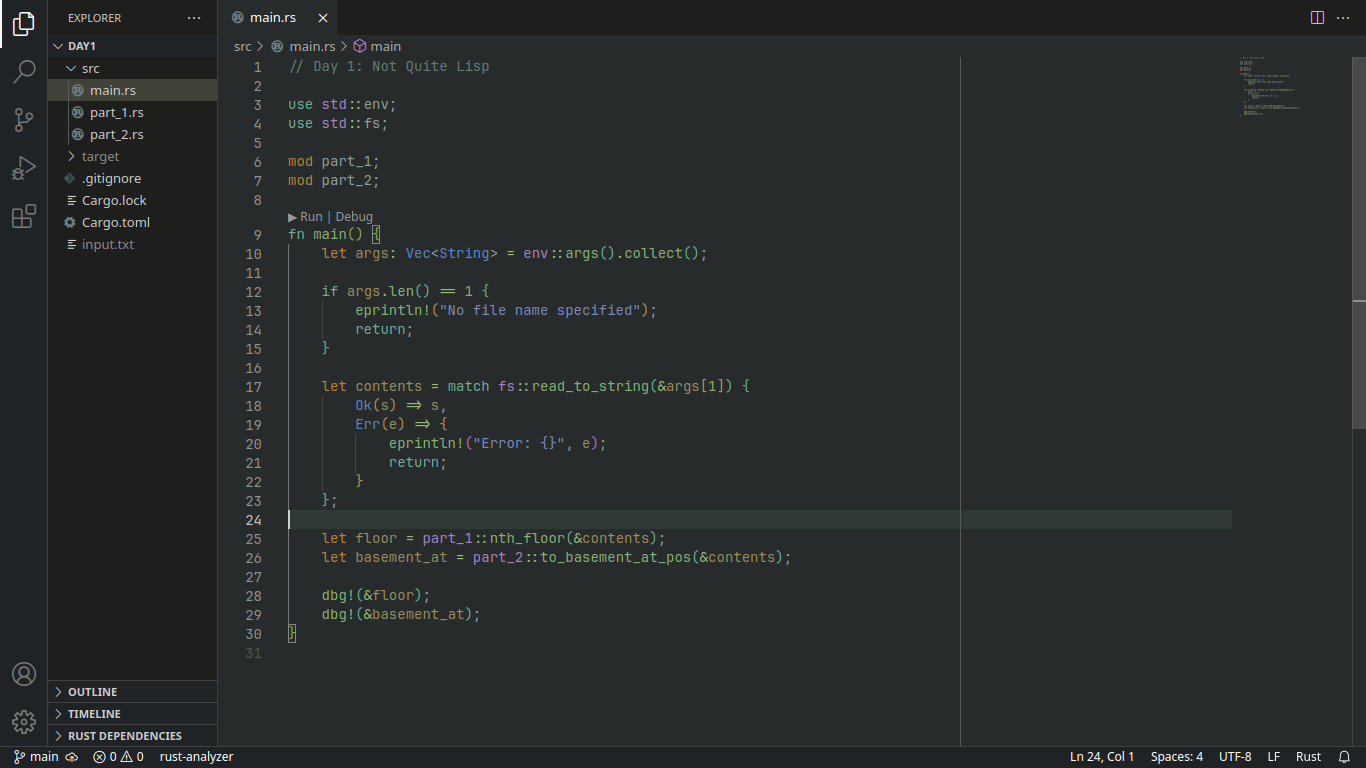 EXPLORER
DAY1
src
main.rs
part_1.rs
part_2.rs
target
.gitignore
Cargo.lock
Cargo.toml
input.txt
OUTLINE
TIMELINE
RUST DEPENDENCIES
main.rs
src > main.rs > main
1 // Day 1: Not Quite Lisp
2
3 use std::env;
4 use std::fs;
5
6 mod part_1;
7 mod part_2;
8
▶ Run | Debug
9 fn main() {
10     let args: Vec<String> = env::args().collect();
11
12     if args.len() == 1 {
13         eprintln!("No file name specified");
14         return;
15     }
16
17     let contents = match fs::read_to_string(&args[1]) {
18         Ok(s) => s,
19         Err(e) => {
20             eprintln!("Error: {}", e);
21             return;
22         }
23     };
24
25     let floor = part_1::nth_floor(&contents);
26     let basement_at = part_2::to_basement_at_pos(&contents);
27
28     dbg!(&floor);
29     dbg!(&basement_at);
30 }
31
main 0 0 rust-analyzer Ln 24, Col 1 Spaces: 4 UTF-8 LF Rust